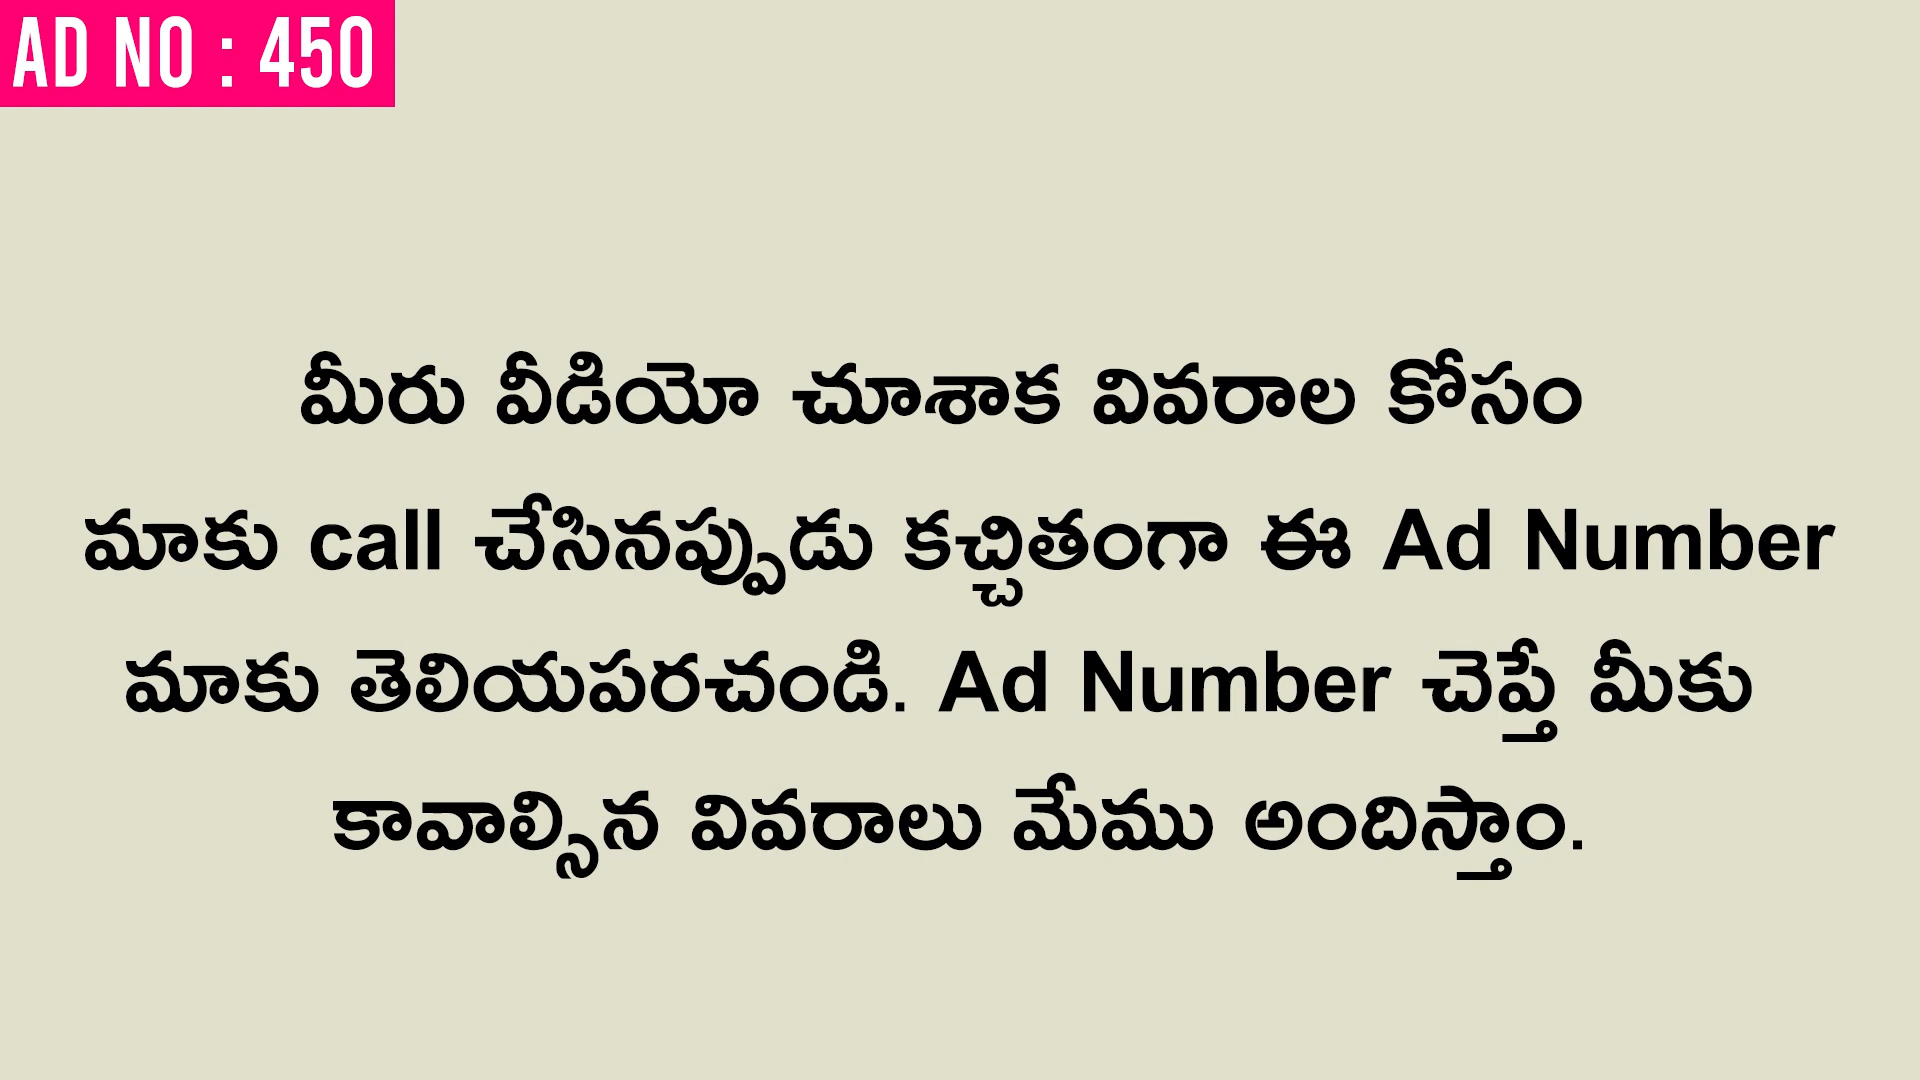 AD NO : 450
మీరు వీడియో చూశాక వివరాల కోసం
మాకు call చేసినప్పుడు కచ్చితంగా ఈ Ad Number
మాకు తెలియపరచండి. Ad Number చెప్తే మీకు
కావాల్సిన వివరాలు మేము అందిస్తాం.